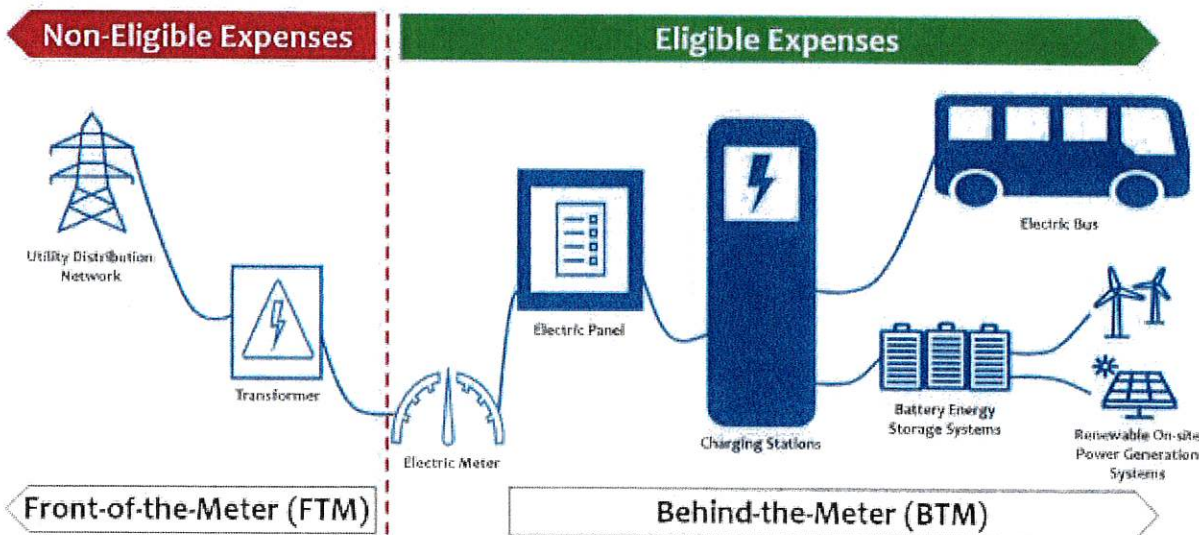 Non-Eligible Expenses
Eligible Expenses
Utility Distribution
Network
Transformer
Electric Meter
Electric Panel
Charging Stations
Electric Bus
Battery Energy
Storage Systems
Renewable On-site
Power Generation
Systems
Front-of-the-Meter (FTM)
Behind-the-Meter (BTM)